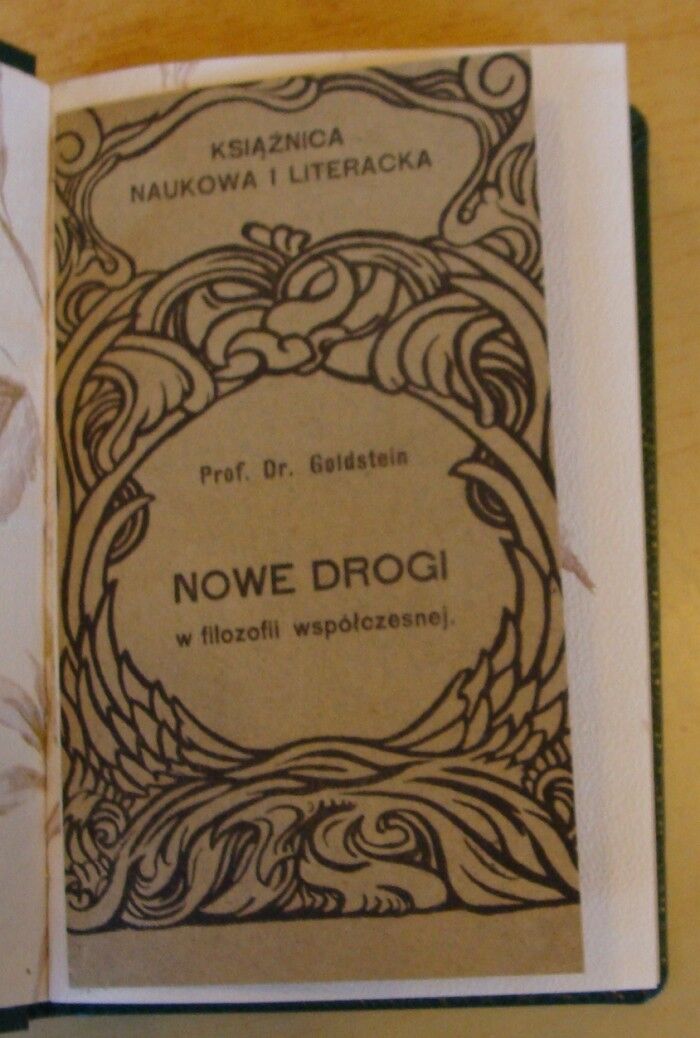 KSIĄŻNICA
NAUKOWA I LITERACKA
Prof. Dr. Goldstein
NOWE DROGI
w filozofii współczesnej.